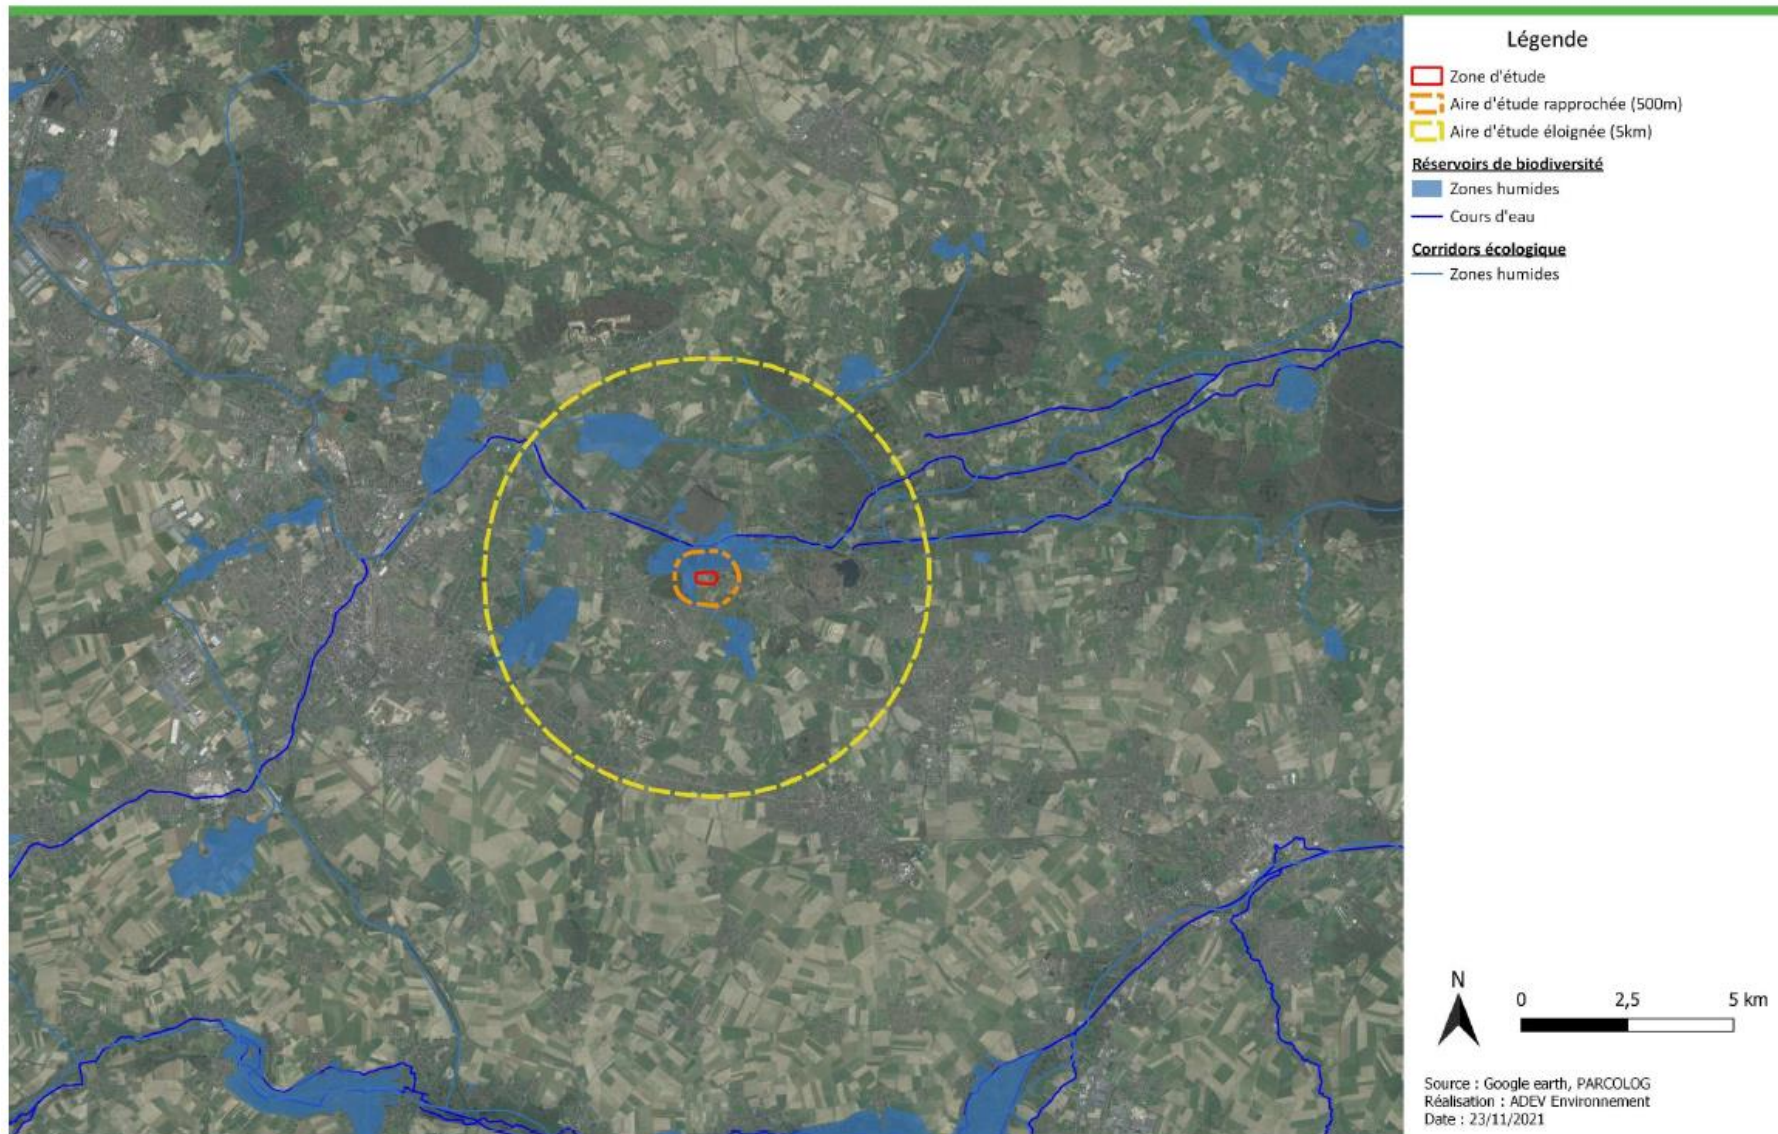 Légende
Zone d'étude
Aire d'étude rapprochée (500m)
Aire d'étude éloignée (5km)
Réservoirs de biodiversité
Zones humides
Cours d'eau
Corridors écologique
Zones humides
N
0 2,5 5 km
Source : Google earth, PARCOLOG
Réalisation : ADEV Environnement
Date : 23/11/2021